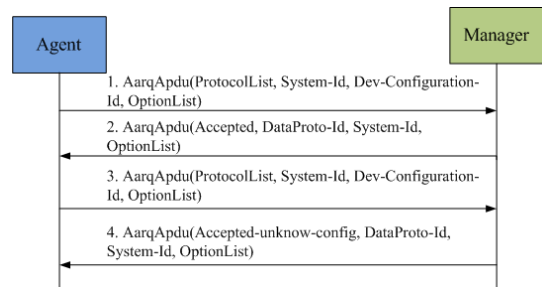 Agent
Manager
1. AarqApdu(ProtocolList, System-Id, Dev-Configuration-
Id, OptionList)
2. AarqApdu(Accepted, DataProto-Id, System-Id,
OptionList)
3. AarqApdu(ProtocolList, System-Id, Dev-Configuration-
Id, OptionList)
4. AarqApdu(Accepted-unknow-config, DataProto-Id,
System-Id, OptionList)